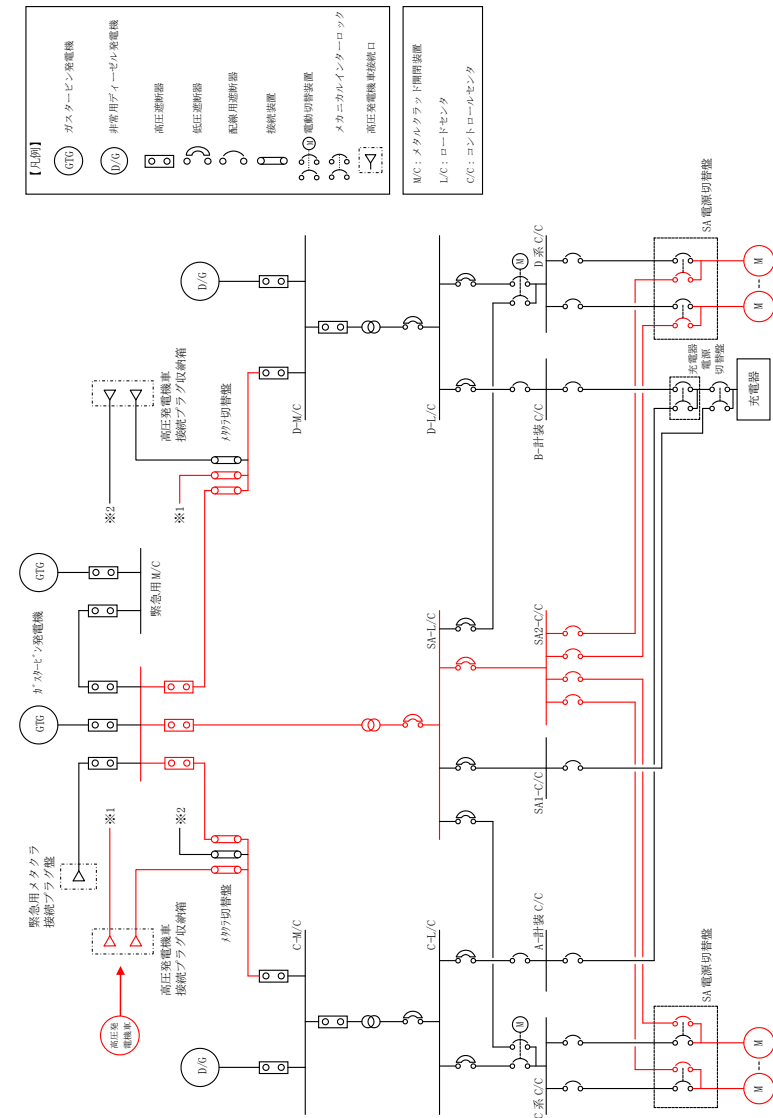 【凡例】
GTG
ガスタービン発電機
D/G
非常用ディーゼル発電機
高圧遮断器
低圧遮断器
配線用遮断器
接続装置
M
電動切替装置
メカニカルインターロック
高圧発電機車接続口
M/C：メタルクラッド開閉装置
L/C：ロードセンタ
C/C：コントロールセンタ
緊急用メタクラ
接続プラグ盤
ガスタービン発電機
GTG
GTG
緊急用M/C
※1
※2
※2
※1
高圧発電機車
接続プラグ収納箱
高圧発電機車
接続プラグ収納箱
高圧発
電機車
メタクラ切替盤
メタクラ切替盤
D/G
D/G
C-M/C
D-M/C
C-L/C
SA-L/C
D-L/C
M
M
C系 C/C
A-計装 C/C
SA1-C/C
SA2-C/C
B-計装 C/C
D系 C/C
SA電源切替盤
SA電源切替盤
充電器
電源
切替盤
充電器
M
M
M
M